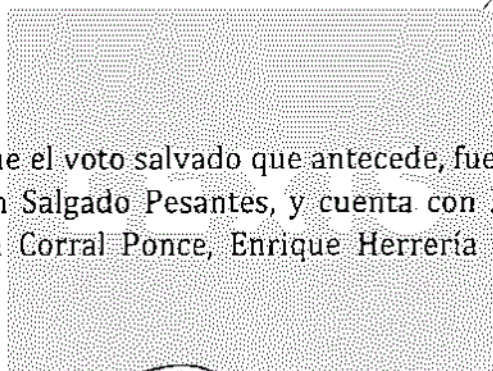 el voto salvado que antecede, fue
Salgado Pesantes, y cuenta con
Corral Ponce, Enrique Herrería